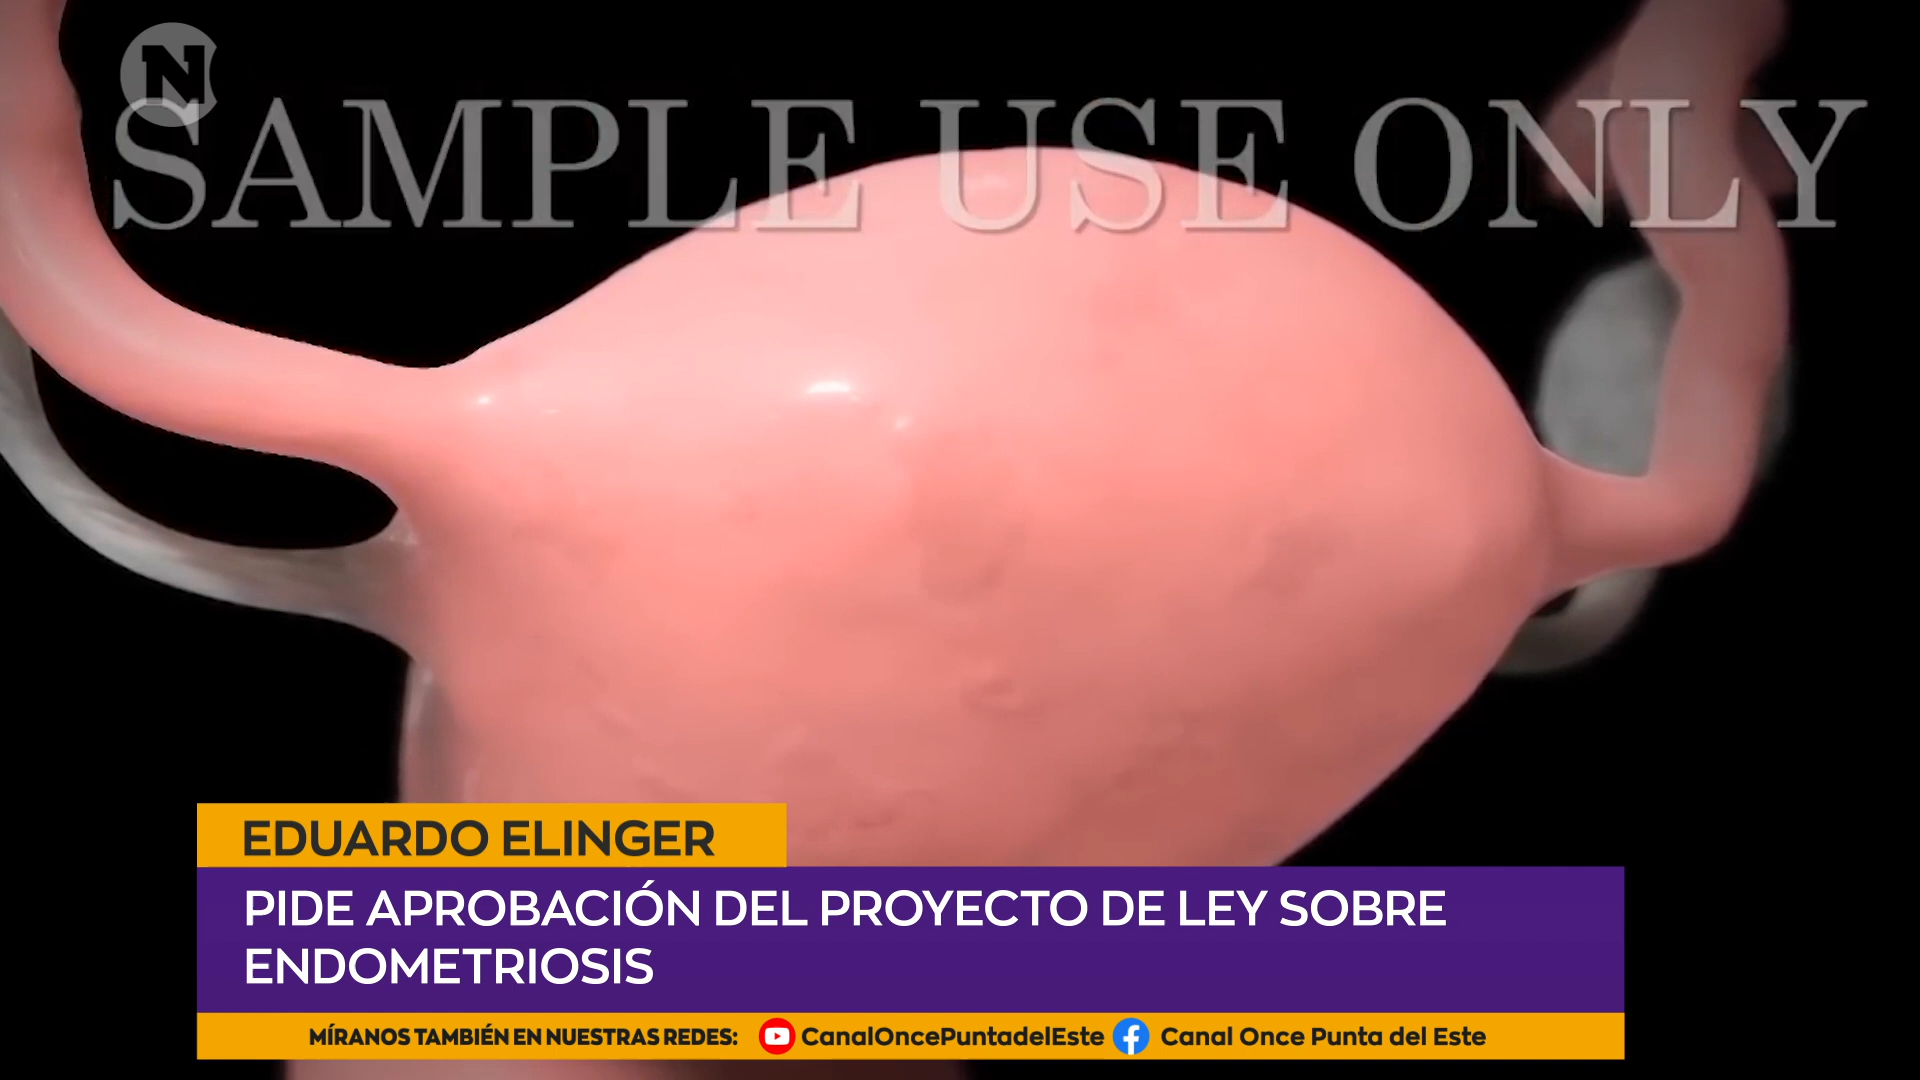 N
SAMPLE USE ONLY
EDUARDO ELINGER
PIDE APROBACIÓN DEL PROYECTO DE LEY SOBRE
ENDOMETRIOSIS
MÍRANOS TAMBIÉN EN NUESTRAS REDES: CanalOncePuntadelEste Canal Once Punta del Este